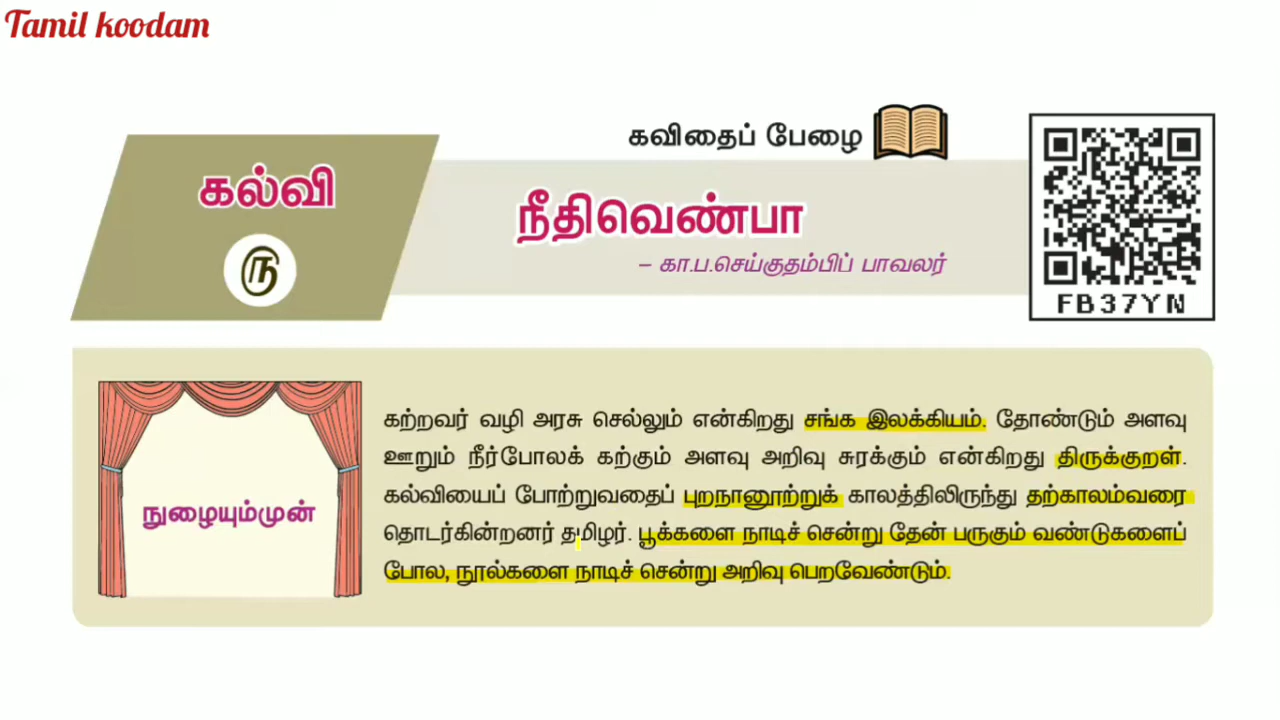 Tamil koodam
கவிதைப் பேழை
கல்வி
நீதிவெண்பா
௫
– கா.ப.செய்குதம்பிப் பாவலர்
FB37YN
கற்றவர் வழி அரசு செல்லும் என்கிறது சங்க இலக்கியம். தோண்டும் அளவு
ஊறும் நீர்போலக் கற்கும் அளவு அறிவு சுரக்கும் என்கிறது திருக்குறள்.
கல்வியைப் போற்றுவதைப் புறநானூற்றுக் காலத்திலிருந்து தற்காலம்வரை
தொடர்கின்றனர் தமிழர். பூக்களை நாடிச் சென்று தேன் பருகும் வண்டுகளைப்
போல, நூல்களை நாடிச் சென்று அறிவு பெறவேண்டும்.
நுழையும்முன்